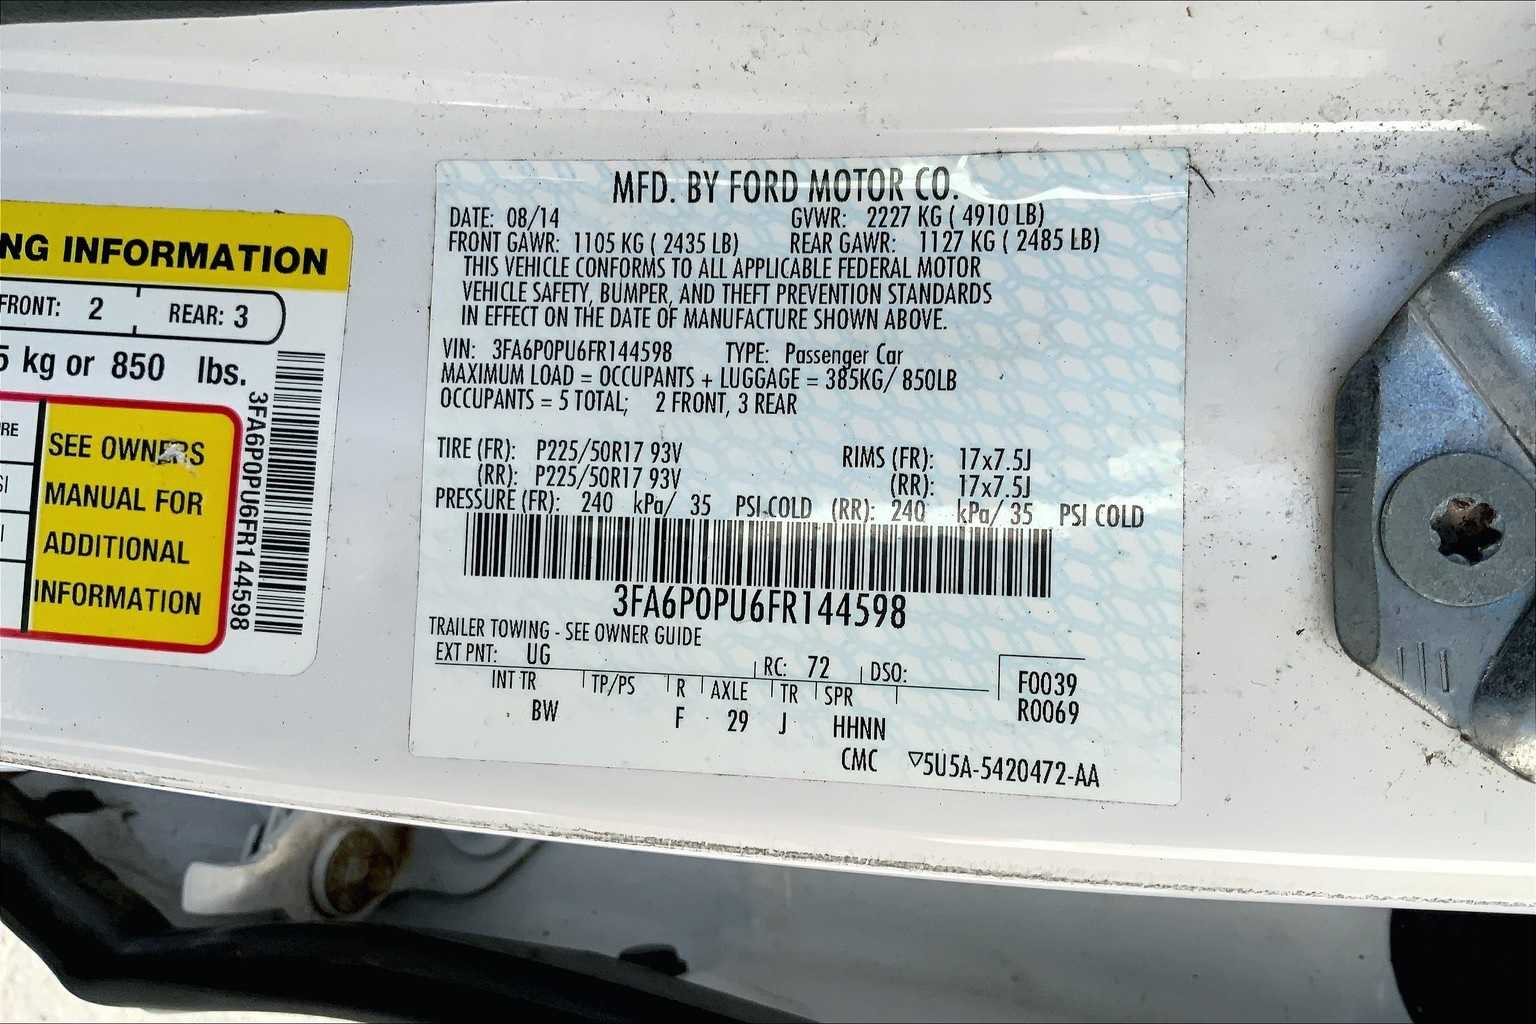 NG INFORMATION
FRONT: 2 REAR: 3
5 kg or 850 lbs.
3FA6P0PU6FR144598
RE
SEE OWNERS
MANUAL FOR
ADDITIONAL
INFORMATION
MFD. BY FORD MOTOR CO.
DATE: 08/14 GVWR: 2227 KG ( 4910 LB)
FRONT GAWR: 1105 KG ( 2435 LB) REAR GAWR: 1127 KG ( 2485 LB)
THIS VEHICLE CONFORMS TO ALL APPLICABLE FEDERAL MOTOR
VEHICLE SAFETY, BUMPER, AND THEFT PREVENTION STANDARDS
IN EFFECT ON THE DATE OF MANUFACTURE SHOWN ABOVE.
VIN: 3FA6P0PU6FR144598 TYPE: Passenger Car
MAXIMUM LOAD = OCCUPANTS + LUGGAGE = 385KG/ 850LB
OCCUPANTS = 5 TOTAL; 2 FRONT, 3 REAR
TIRE (FR): P225/50R17 93V RIMS (FR): 17x7.5J
(RR): P225/50R17 93V (RR): 17x7.5J
PRESSURE (FR): 240 kPa/ 35 PSI COLD (RR): 240 kPa/ 35 PSI COLD
3FA6P0PU6FR144598
TRAILER TOWING - SEE OWNER GUIDE
EXT PNT: UG RC: 72 DSO:
INT TR TP/PS R AXLE TR SPR F0039
BW F 29 J HHNN R0069
CMC ▽5U5A-5420472-AA